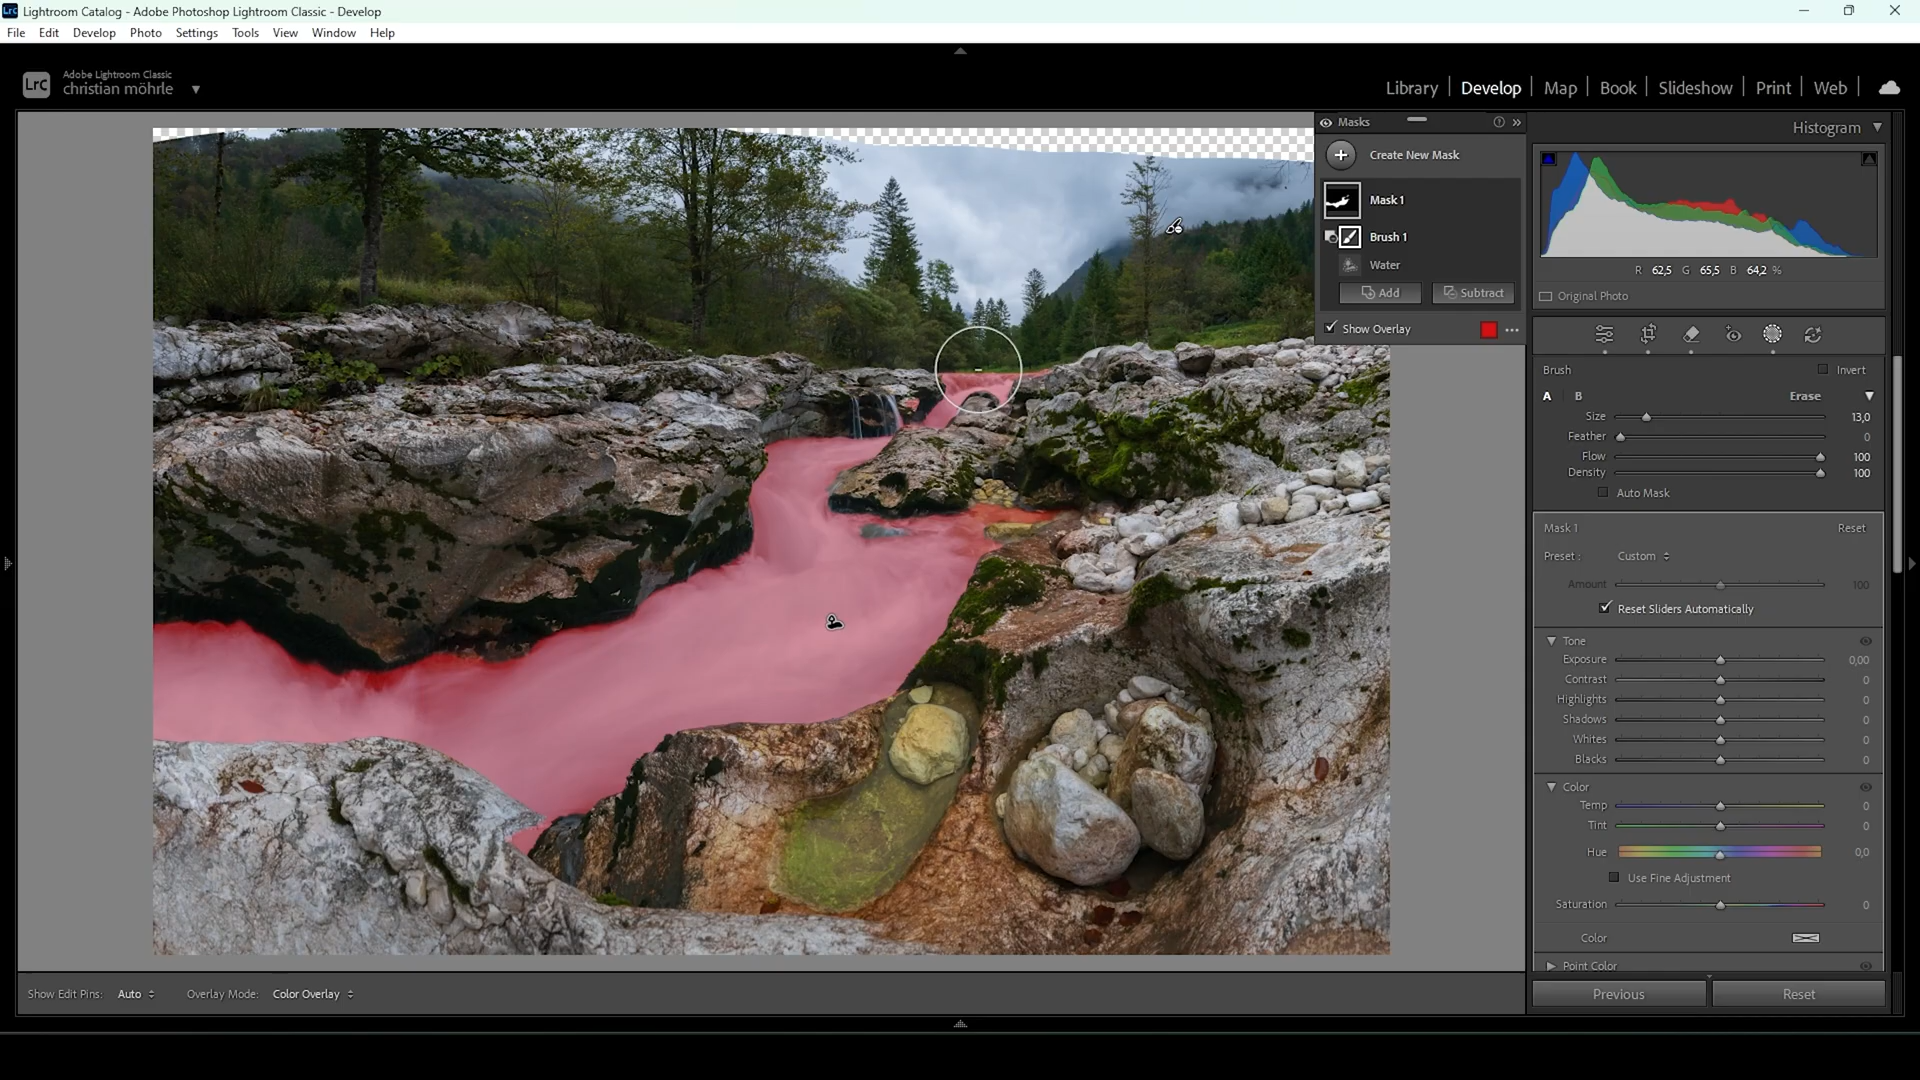 Lightroom Catalog - Adobe Photoshop Lightroom Classic - Develop
File Edit Develop Photo Settings Tools View Window Help
LrC
Adobe Lightroom Classic
christian möhrle
Library Develop Map Book Slideshow Print Web
Masks
Create New Mask
Mask 1
Brush 1
Water
Add Subtract
Show Overlay
Histogram
R 62,5 G 65,5 B 64,2 %
Original Photo
Brush Invert
A B Erase
Size 13,0
Feather 0
Flow 100
Density 100
Auto Mask
Mask 1 Reset
Preset : Custom
Amount 100
Reset Sliders Automatically
Tone
Exposure 0,00
Contrast 0
Highlights 0
Shadows 0
Whites 0
Blacks 0
Color
Temp 0
Tint 0
Hue 0,0
Use Fine Adjustment
Saturation 0
Color
Point Color
Previous Reset
Show Edit Pins: Auto Overlay Mode: Color Overlay